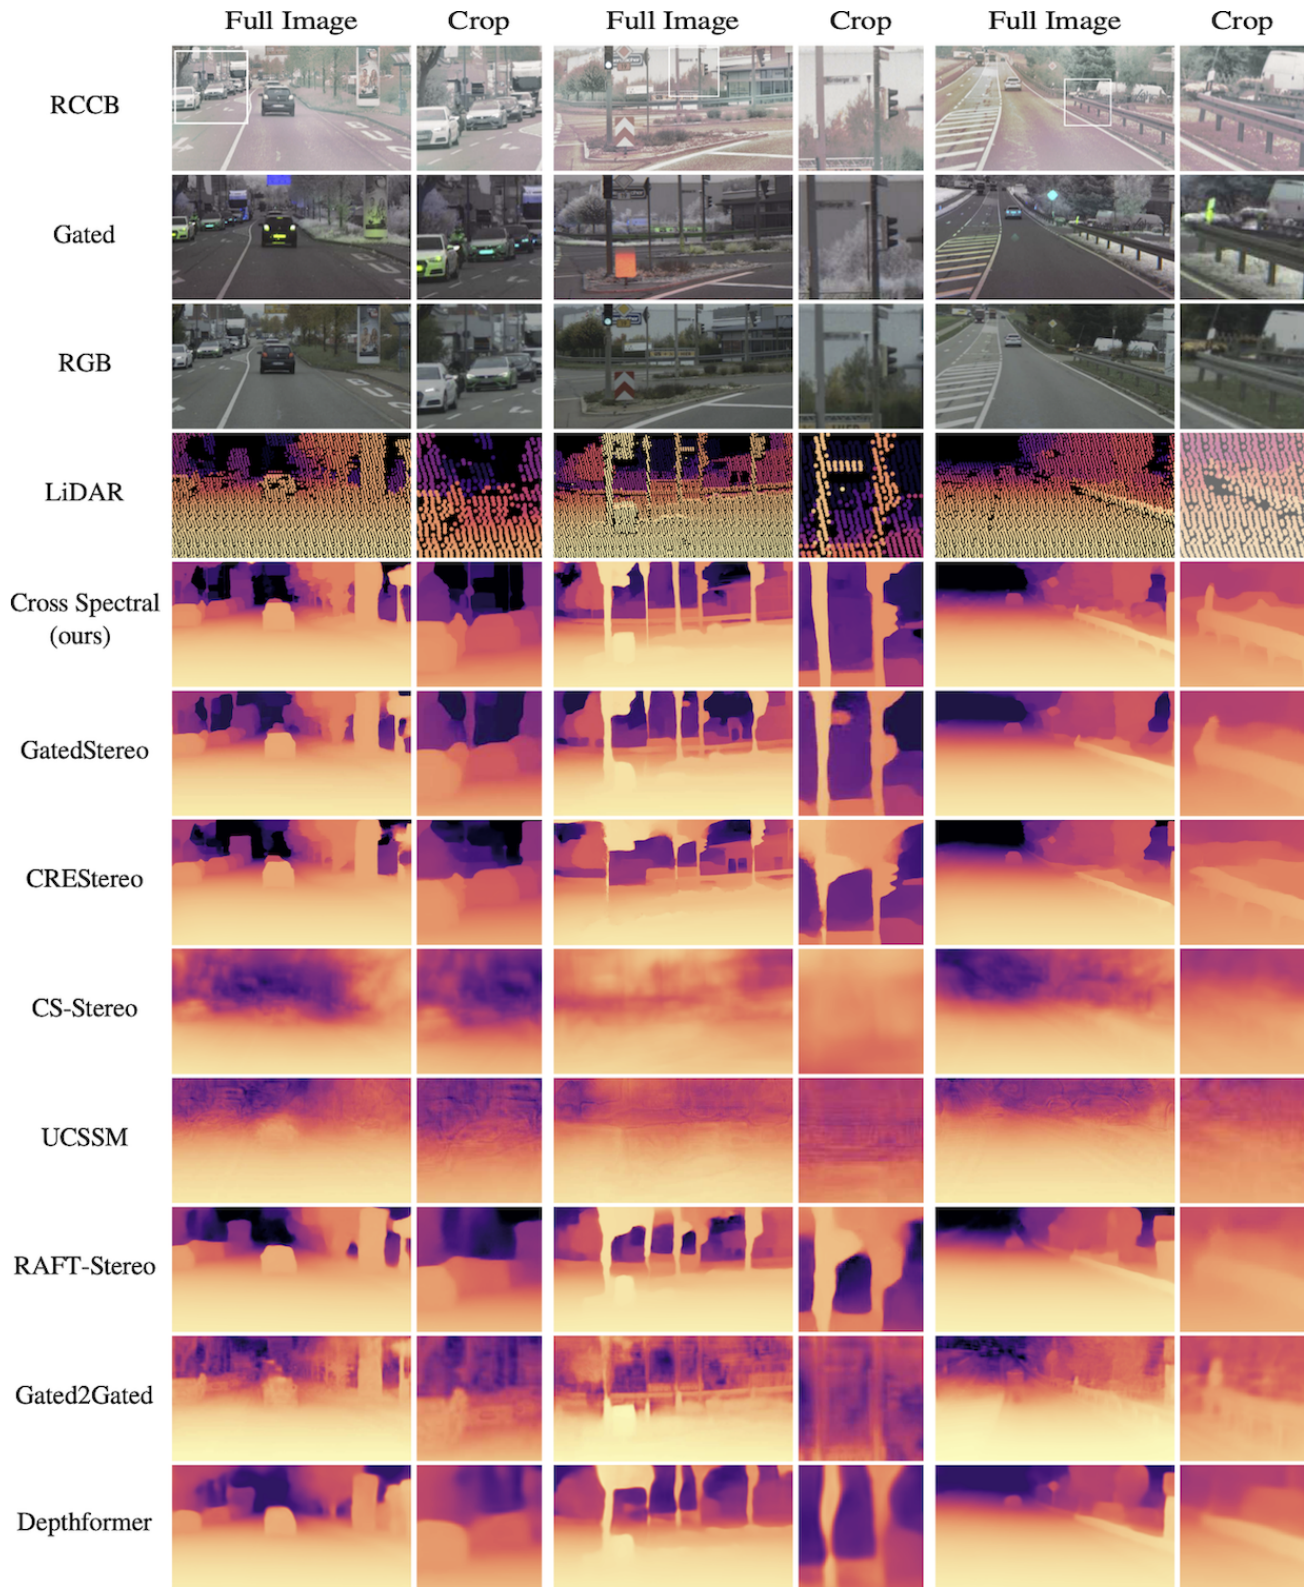 Full Image Crop Full Image Crop Full Image Crop
RCCB
Gated
RGB
LiDAR
Cross Spectral
(ours)
GatedStereo
CREStereo
CS-Stereo
UCSSM
RAFT-Stereo
Gated2Gated
Depthformer